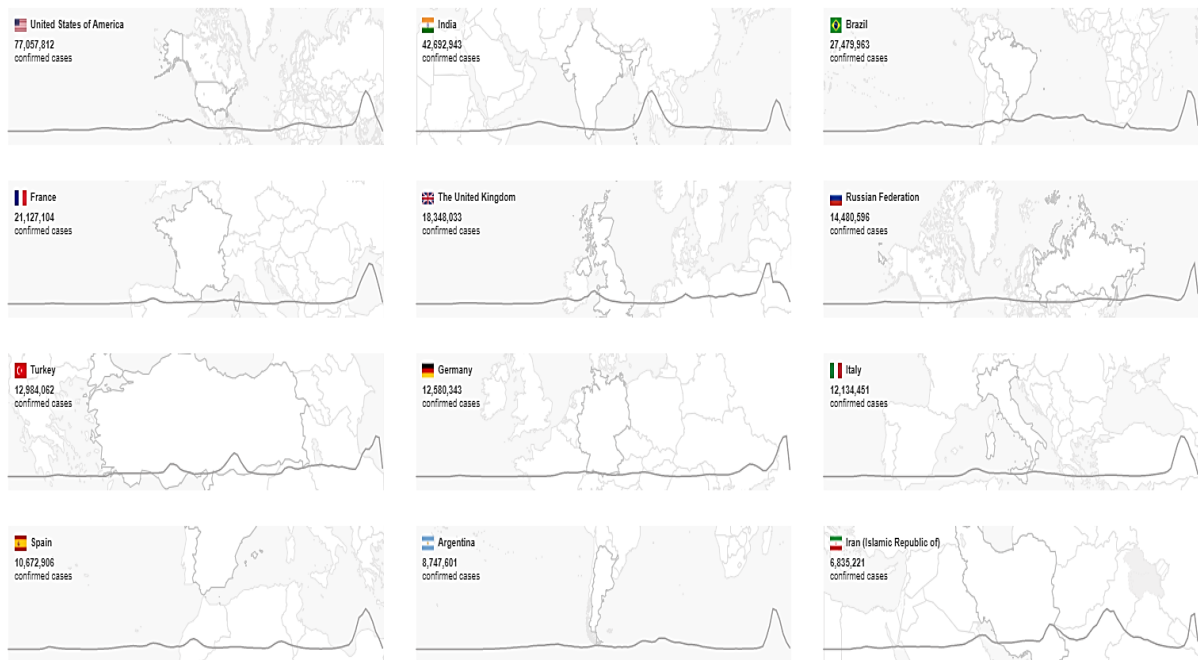 United States of America
77,057,812
confirmed cases
India
42,692,943
confirmed cases
Brazil
27,479,963
confirmed cases
France
21,127,104
confirmed cases
The United Kingdom
18,348,033
confirmed cases
Russian Federation
14,480,596
confirmed cases
Turkey
12,984,062
confirmed cases
Germany
12,580,343
confirmed cases
Italy
12,134,451
confirmed cases
Spain
10,672,906
confirmed cases
Argentina
8,747,601
confirmed cases
Iran (Islamic Republic of)
6,835,221
confirmed cases